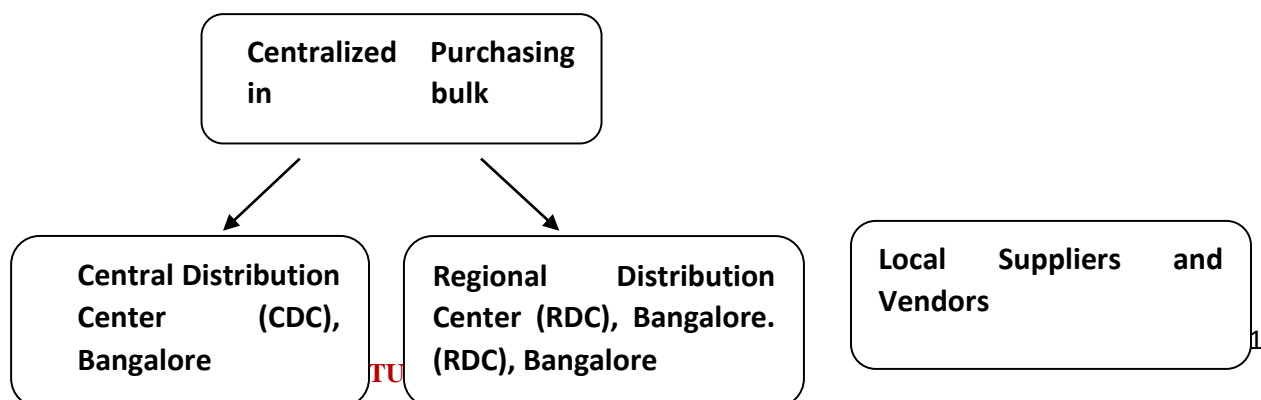 Centralized Purchasing
in bulk
Central Distribution
Center (CDC),
Bangalore
Regional Distribution
Center (RDC), Bangalore.
(RDC), Bangalore
Local Suppliers and
Vendors
1
TU